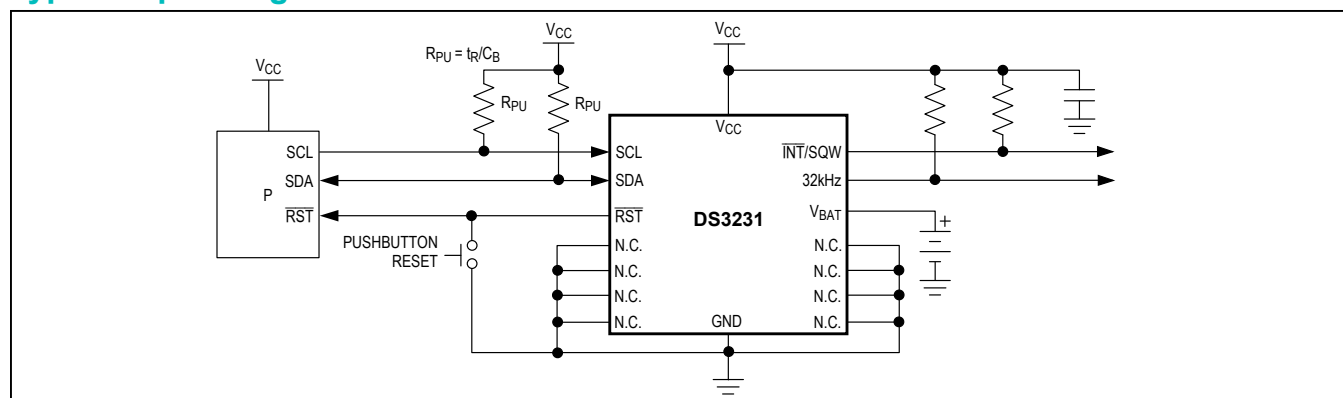 VCC
VCC
RPU = tR/CB
VCC
RPU
RPU
VCC
SCL
SCL
INT/SQW
SDA
SDA
32kHz
P
RST
RST
DS3231
VBAT
+
PUSHBUTTON
RESET
N.C.
N.C.
N.C.
N.C.
N.C.
N.C.
N.C.
GND
N.C.